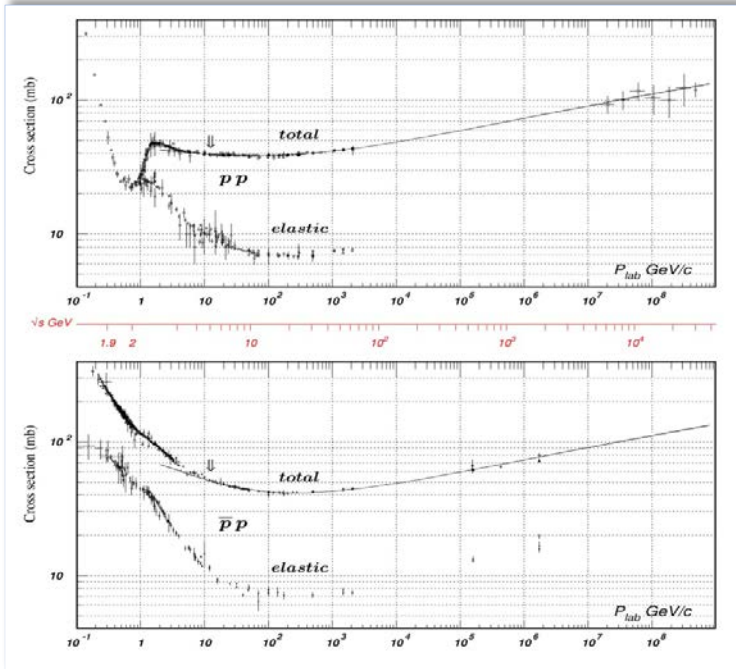 Cross section (mb)
10²
10
total
⇓
p p
elastic
P lab GeV/c
10⁻¹ 1 10 10² 10³ 10⁴ 10⁵ 10⁶ 10⁷ 10⁸
√s GeV
1.9 2 10 10² 10³ 10⁴
Cross section (mb)
10²
10
⇓
total
p̅ p
elastic
P lab GeV/c
10⁻¹ 1 10 10² 10³ 10⁴ 10⁵ 10⁶ 10⁷ 10⁸